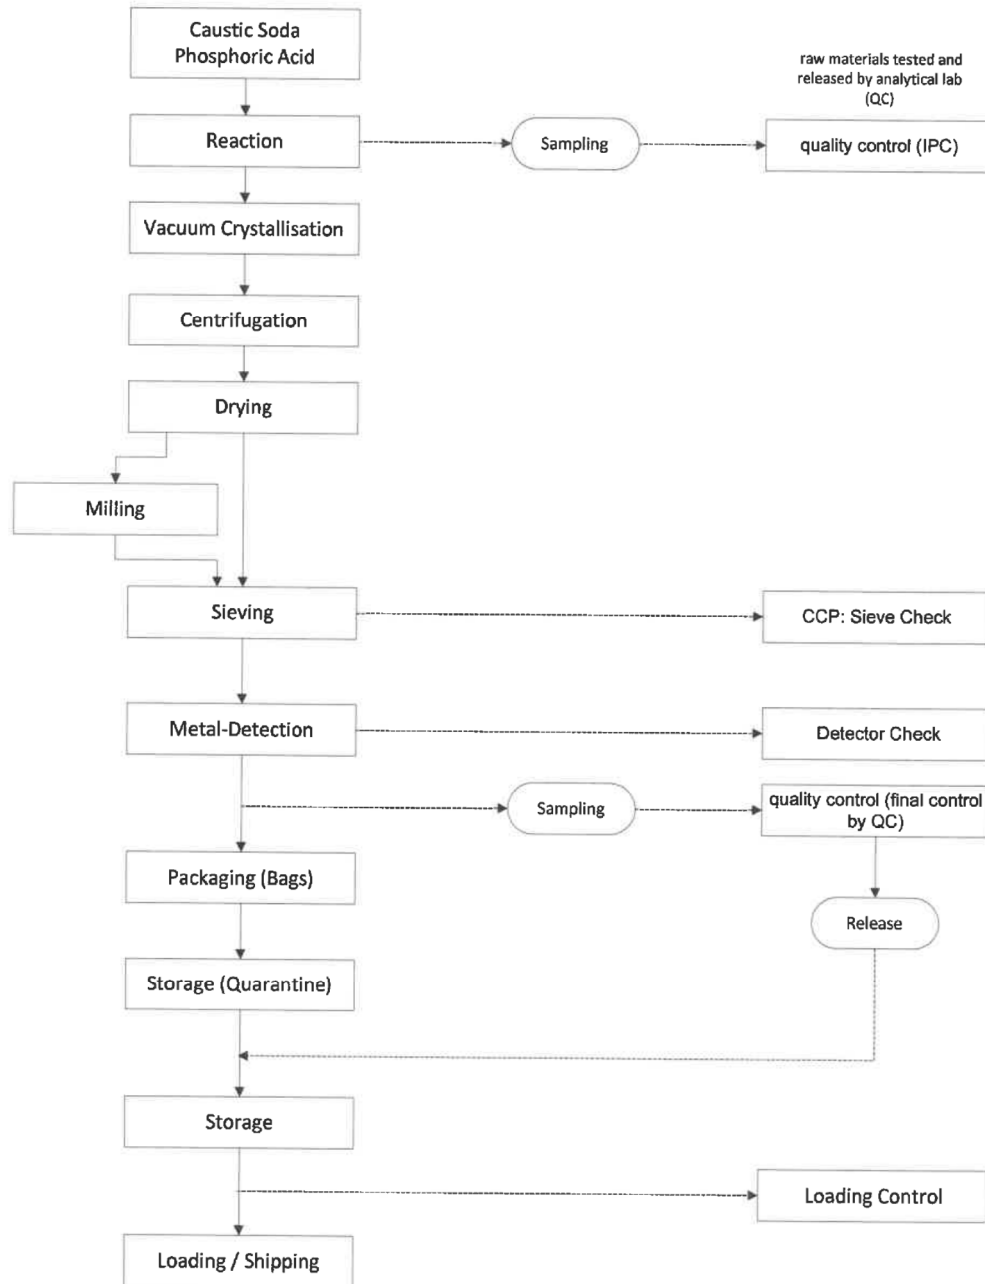 Caustic Soda
Phosphoric Acid
raw materials tested and
released by analytical lab
(QC)
Reaction
Sampling
quality control (IPC)
Vacuum Crystallisation
Centrifugation
Drying
Milling
Sieving
CCP: Sieve Check
Metal-Detection
Detector Check
Sampling
quality control (final control
by QC)
Packaging (Bags)
Release
Storage (Quarantine)
Storage
Loading Control
Loading / Shipping